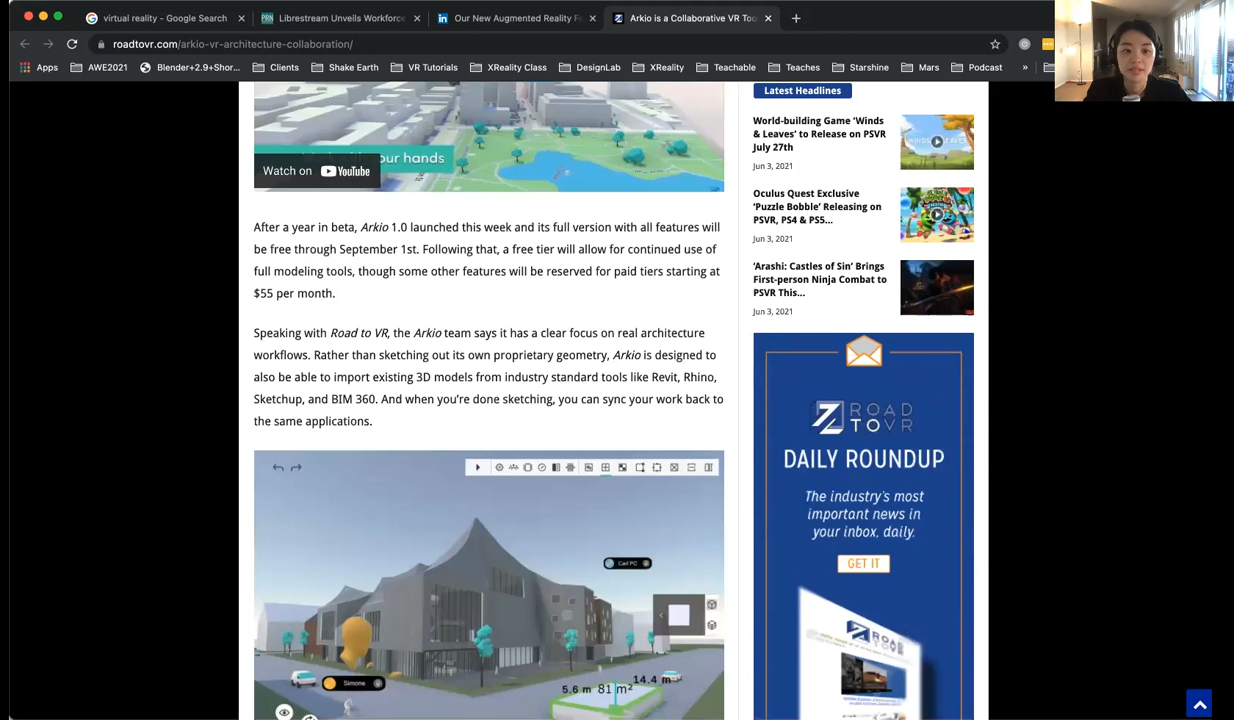 virtual reality - Google Search
Librestream Unveils Workforce
Our New Augmented Reality Fe
Arkio is a Collaborative VR Too
roadtovr.com/arkio-vr-architecture-collaboration/
Apps
AWE2021
Blender+2.9+Shor...
Clients
Shake Earth
VR Tutorials
XReality Class
DesignLab
XReality
Teachable
Teaches
Starshine
Mars
Podcast
our hands
Watch on YouTube
After a year in beta, Arkio 1.0 launched this week and its full version with all features will
be free through September 1st. Following that, a free tier will allow for continued use of
full modeling tools, though some other features will be reserved for paid tiers starting at
$55 per month.
Speaking with Road to VR, the Arkio team says it has a clear focus on real architecture
workflows. Rather than sketching out its own proprietary geometry, Arkio is designed to
also be able to import existing 3D models from industry standard tools like Revit, Rhino,
Sketchup, and BIM 360. And when you're done sketching, you can sync your work back to
the same applications.
Carl PC
Simone
5.6 m 81 m² 14.4 m
Latest Headlines
World-building Game 'Winds
& Leaves' to Release on PSVR
July 27th
Jun 3, 2021
WINDS LEAVES
Oculus Quest Exclusive
'Puzzle Bobble' Releasing on
PSVR, PS4 & PS5...
Jun 3, 2021
'Arashi: Castles of Sin' Brings
First-person Ninja Combat to
PSVR This...
Jun 3, 2021
ROAD
TOVR
DAILY ROUNDUP
The industry's most
important news in
your inbox, daily.
GET IT